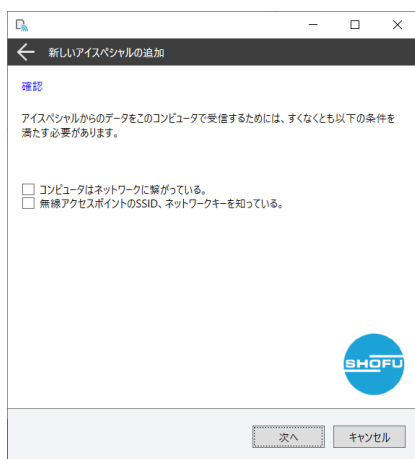 新しいアイスペシャルの追加
確認
アイスペシャルからのデータをこのコンピュータで受信するためには、すくなくとも以下の条件を
満たす必要があります。
コンピュータはネットワークに繋がっている。
無線アクセスポイントのSSID、ネットワークキーを知っている。
SHOFU
次へ
キャンセル